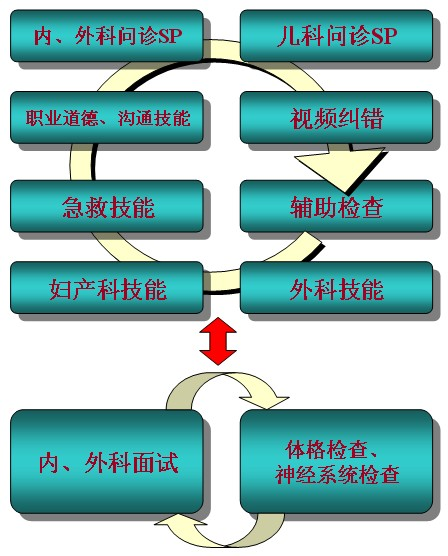 内、外科问诊SP
儿科问诊SP
职业道德、沟通技能
视频纠错
急救技能
辅助检查
妇产科技能
外科技能
内、外科面试
体格检查、
神经系统检查